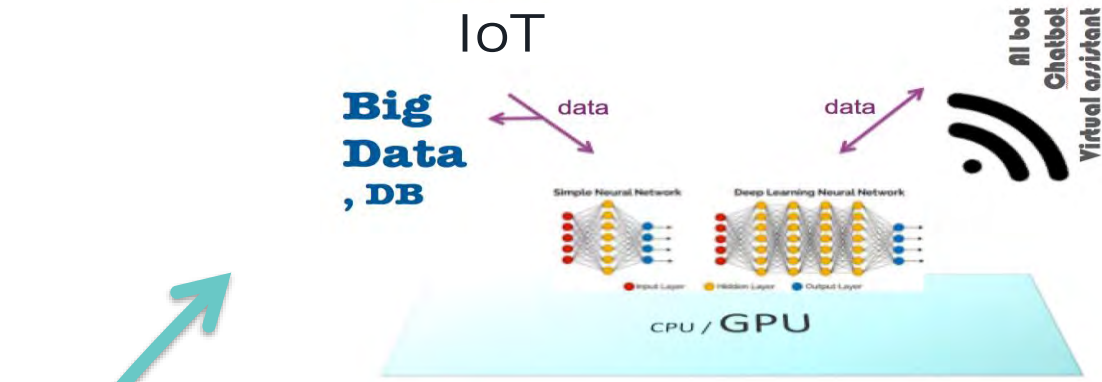 IoT
AI bot
Chatbot
Virtual assistant
Big
Data
, DB
data
data
Simple Neural Network
Deep Learning Neural Network
Input Layer
Hidden Layer
Output Layer
CPU / GPU